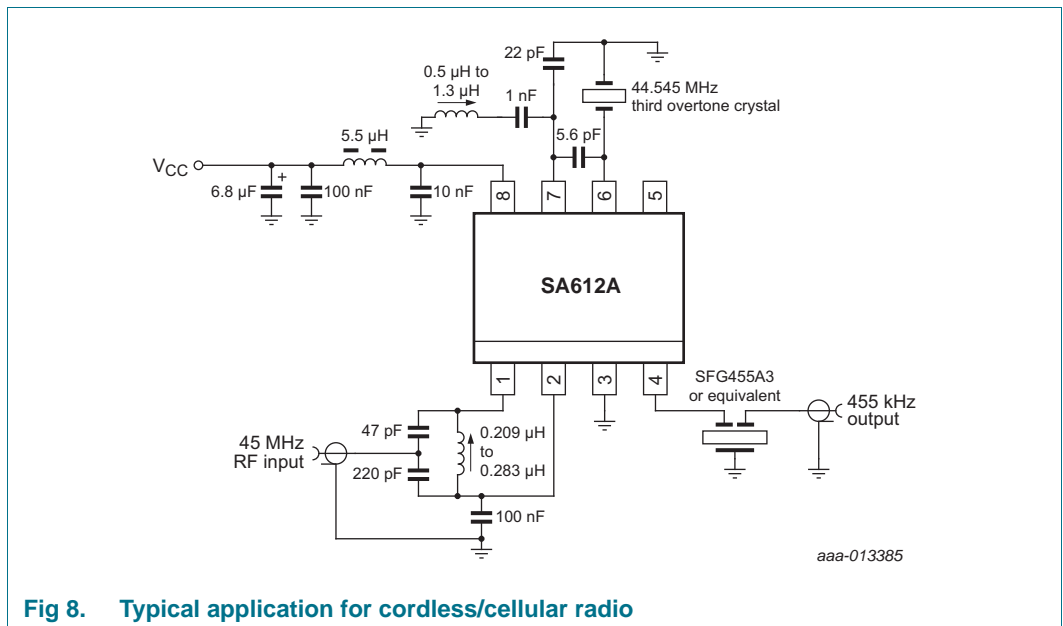 22 pF
0.5 µH to
1.3 µH
1 nF
44.545 MHz
third overtone crystal
5.5 µH
5.6 pF
VCC
6.8 µF
+
100 nF
10 nF
8
7
6
5
SA612A
1
2
3
4
SFG455A3
or equivalent
47 pF
0.209 µH
to
0.283 µH
455 kHz
output
45 MHz
RF input
220 pF
100 nF
aaa-013385
Fig 8. Typical application for cordless/cellular radio